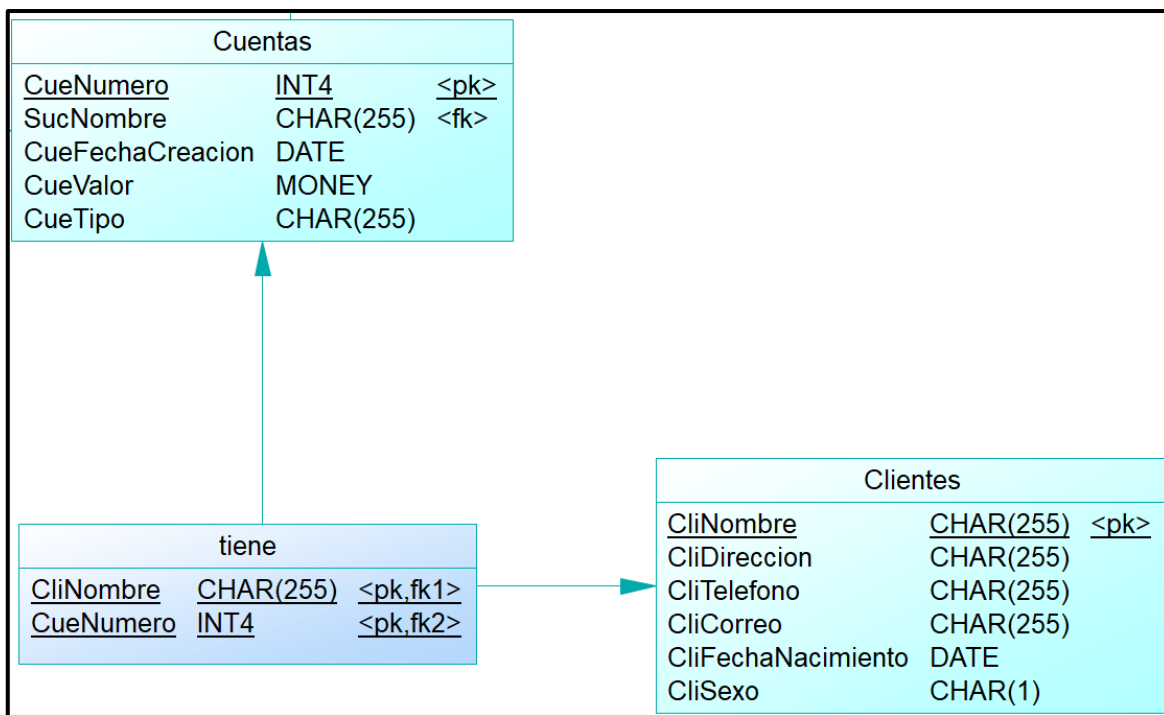 Cuentas
CueNumero INT4 <pk>
SucNombre CHAR(255) <fk>
CueFechaCreacion DATE
CueValor MONEY
CueTipo CHAR(255)
tiene
CliNombre CHAR(255) <pk,fk1>
CueNumero INT4 <pk,fk2>
Clientes
CliNombre CHAR(255) <pk>
CliDireccion CHAR(255)
CliTelefono CHAR(255)
CliCorreo CHAR(255)
CliFechaNacimiento DATE
CliSexo CHAR(1)